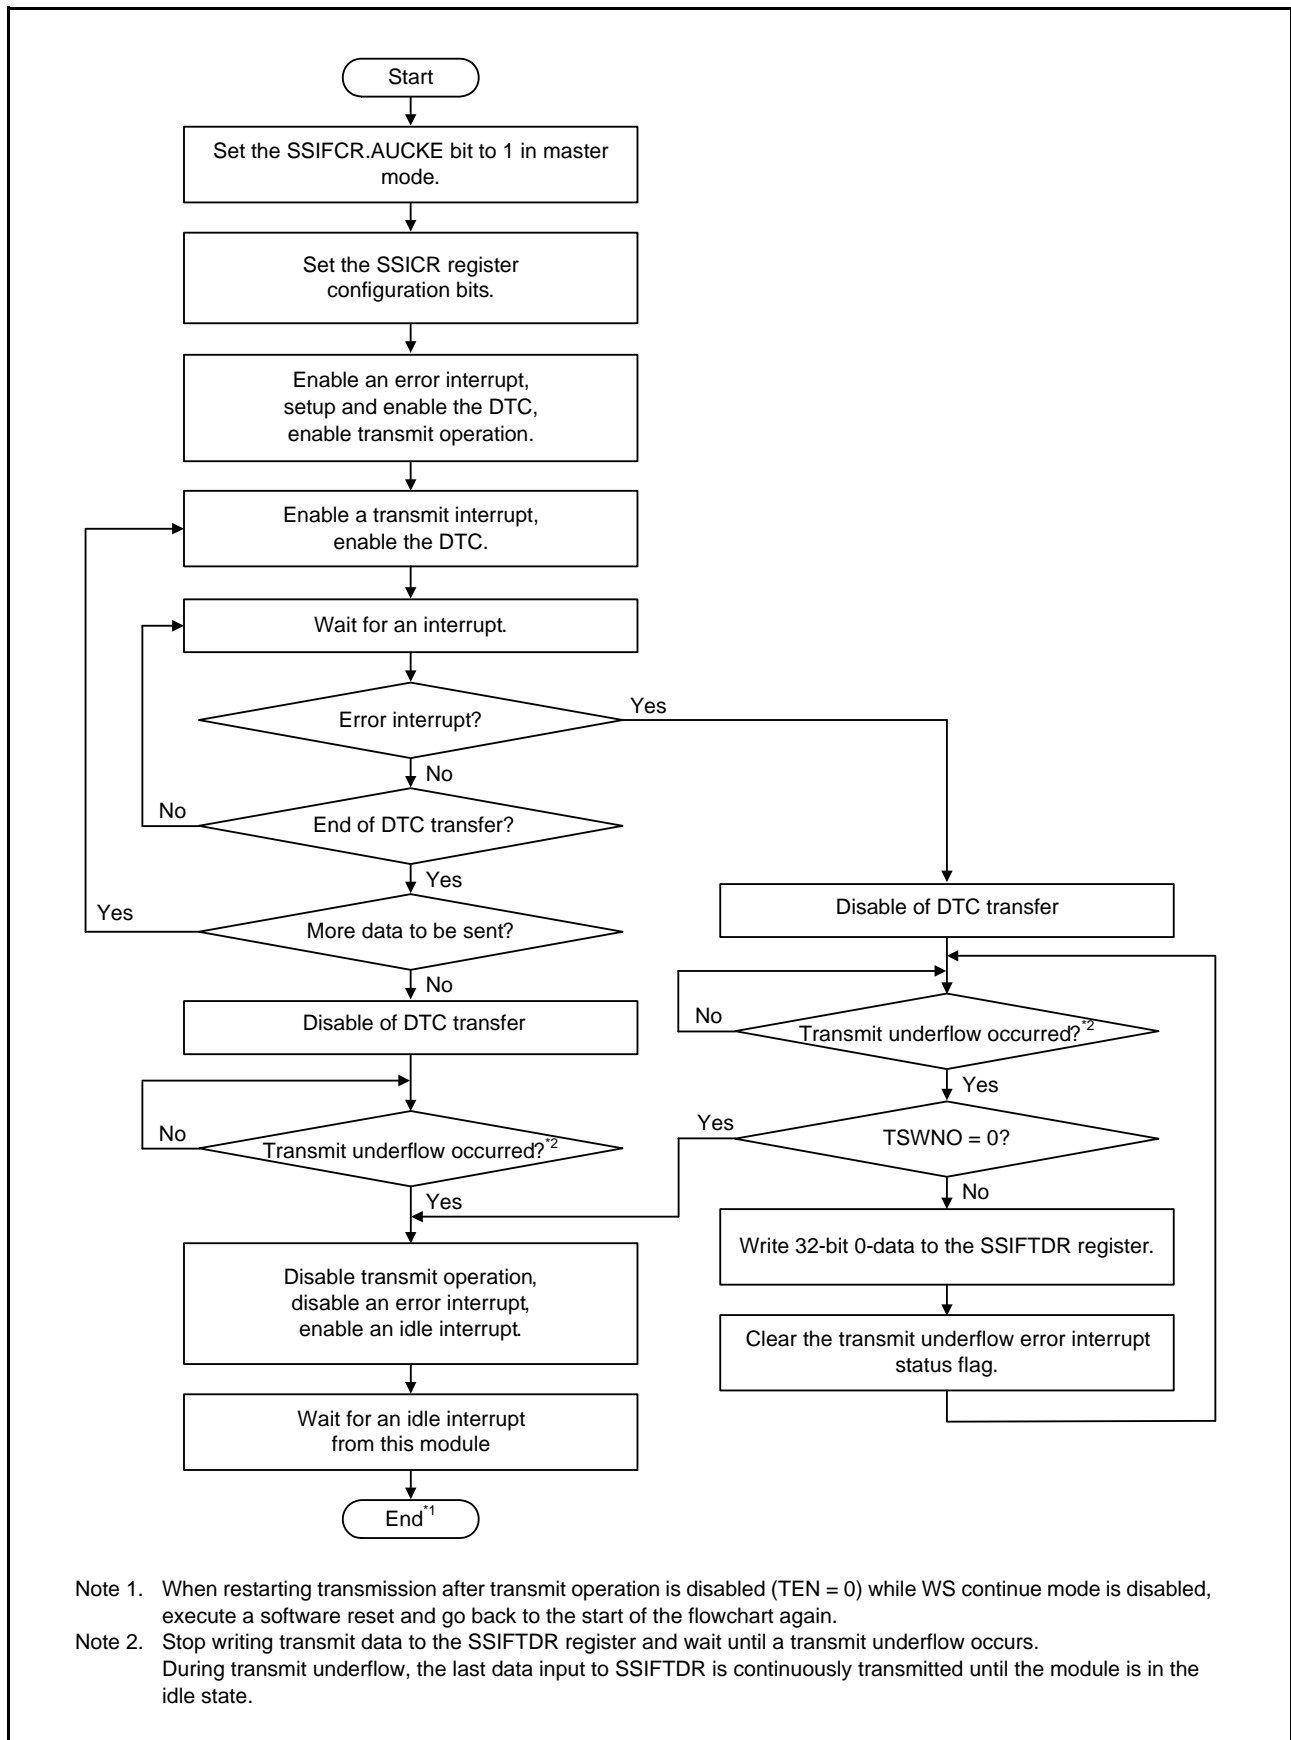 Start
Set the SSIFCR.AUCKE bit to 1 in master
mode.
Set the SSICR register
configuration bits.
Enable an error interrupt,
setup and enable the DTC,
enable transmit operation.
Enable a transmit interrupt,
enable the DTC.
Wait for an interrupt.
Error interrupt?
Yes
No
End of DTC transfer?
No
Yes
More data to be sent?
Yes
No
Disable of DTC transfer
Transmit underflow occurred?*2
No
Yes
Disable of DTC transfer
Transmit underflow occurred?*2
No
Yes
TSWNO = 0?
Yes
No
Write 32-bit 0-data to the SSIFTDR register.
Clear the transmit underflow error interrupt
status flag.
Disable transmit operation,
disable an error interrupt,
enable an idle interrupt.
Wait for an idle interrupt
from this module
End*1
Note 1. When restarting transmission after transmit operation is disabled (TEN = 0) while WS continue mode is disabled,
execute a software reset and go back to the start of the flowchart again.
Note 2. Stop writing transmit data to the SSIFTDR register and wait until a transmit underflow occurs.
During transmit underflow, the last data input to SSIFTDR is continuously transmitted until the module is in the
idle state.